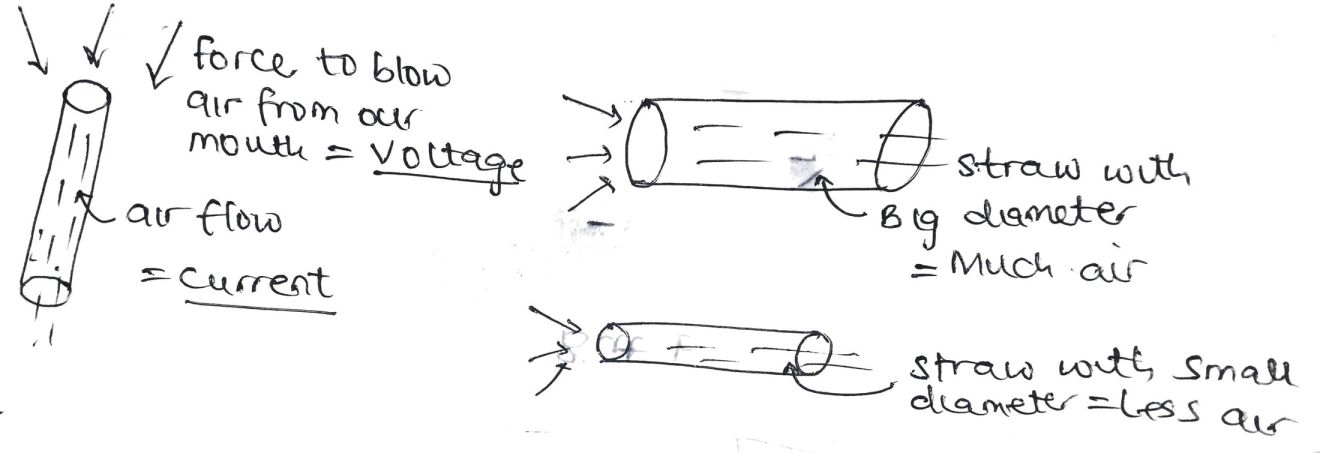 force to blow
air from our
mouth = Voltage
air flow
= Current
straw with
Big diameter
= Much air
straw with small
diameter = Less air